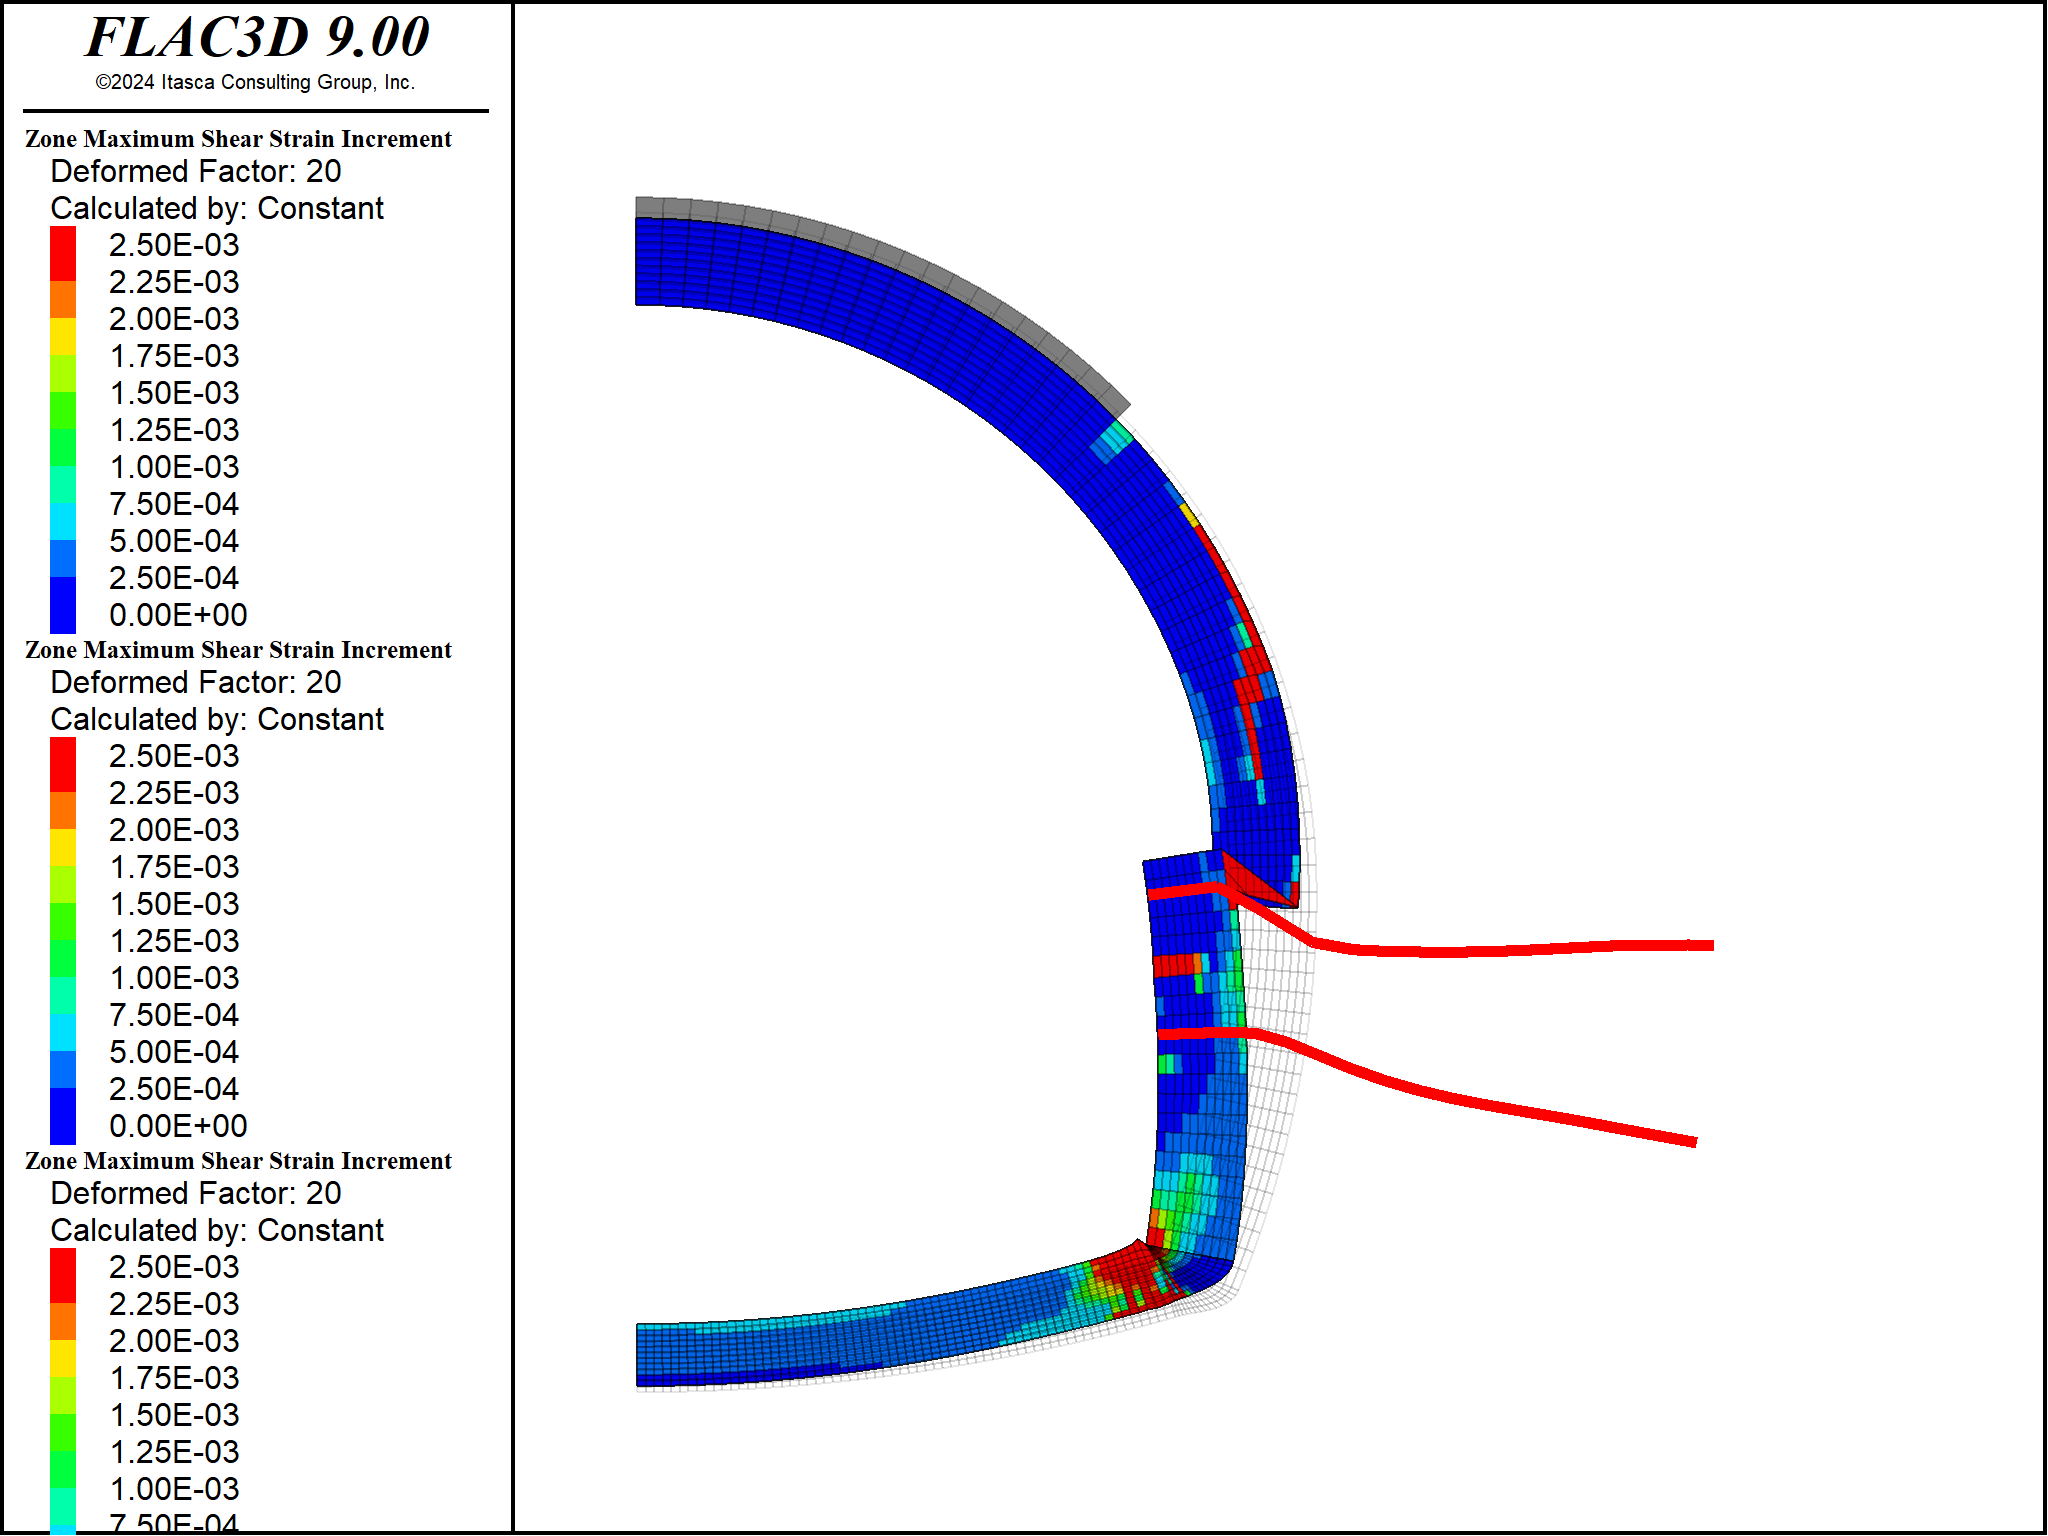 FLAC3D 9.00
©2024 Itasca Consulting Group, Inc.
Zone Maximum Shear Strain Increment
Deformed Factor: 20
Calculated by: Constant
2.50E-03
2.25E-03
2.00E-03
1.75E-03
1.50E-03
1.25E-03
1.00E-03
7.50E-04
5.00E-04
2.50E-04
0.00E+00
Zone Maximum Shear Strain Increment
Deformed Factor: 20
Calculated by: Constant
2.50E-03
2.25E-03
2.00E-03
1.75E-03
1.50E-03
1.25E-03
1.00E-03
7.50E-04
5.00E-04
2.50E-04
0.00E+00
Zone Maximum Shear Strain Increment
Deformed Factor: 20
Calculated by: Constant
2.50E-03
2.25E-03
2.00E-03
1.75E-03
1.50E-03
1.25E-03
1.00E-03
7.50E-04